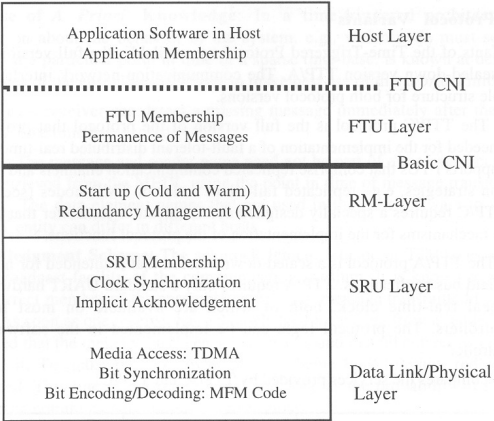 Application Software in Host
Application Membership
Host Layer
FTU CNI
FTU Membership
Permanence of Messages
FTU Layer
Basic CNI
Start up (Cold and Warm)
Redundancy Management (RM)
RM-Layer
SRU Membership
Clock Synchronization
Implicit Acknowledgement
SRU Layer
Media Access: TDMA
Bit Synchronization
Bit Encoding/Decoding: MFM Code
Data Link/Physical
Layer